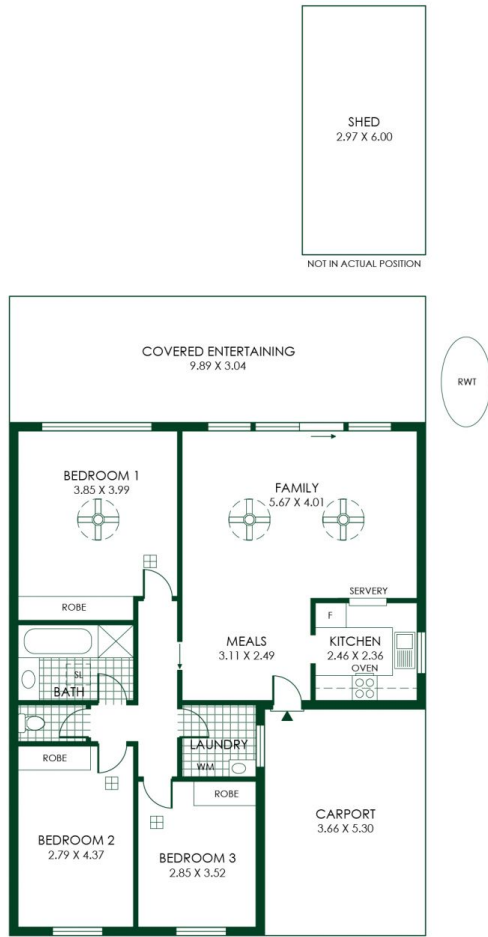 SHED
2.97 X 6.00
NOT IN ACTUAL POSITION
COVERED ENTERTAINING
9.89 X 3.04
RWT
BEDROOM 1
3.85 X 3.99
FAMILY
5.67 X 4.01
ROBE
SERVERY
F
MEALS
3.11 X 2.49
KITCHEN
2.46 X 2.36
OVEN
SL
BATH
LAUNDRY
WM
ROBE
ROBE
BEDROOM 2
2.79 X 4.37
BEDROOM 3
2.85 X 3.52
CARPORT
3.66 X 5.30